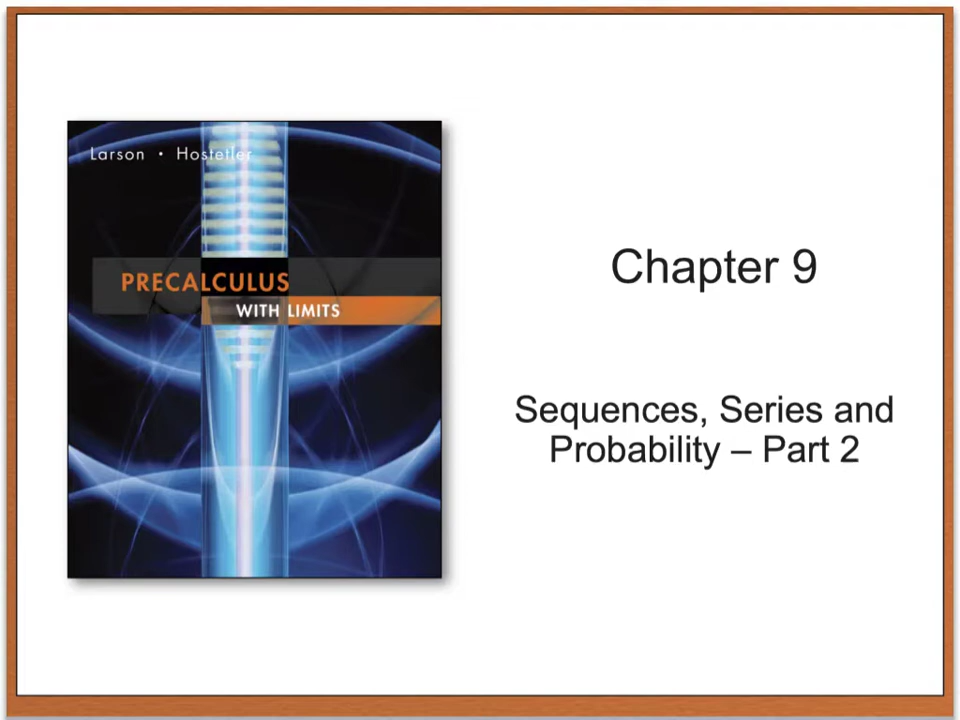 Larson • Hostetler
PRECALCULUS
WITH LIMITS
Chapter 9
Sequences, Series and
Probability – Part 2